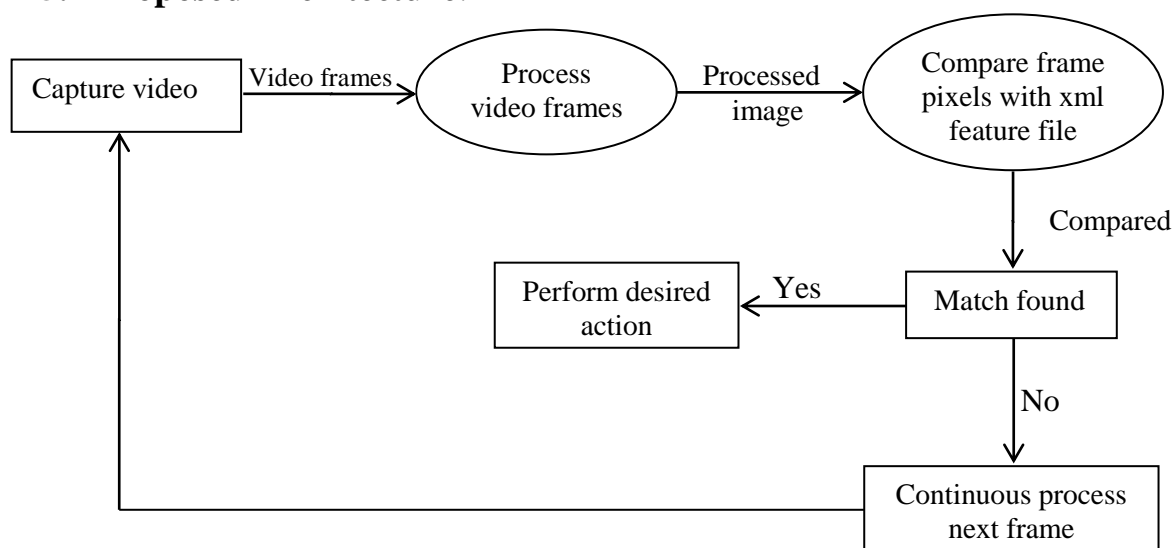 Capture video
Video frames
Process
video frames
Processed
image
Compare frame
pixels with xml
feature file
Compared
Match found
Yes
Perform desired
action
No
Continuous process
next frame